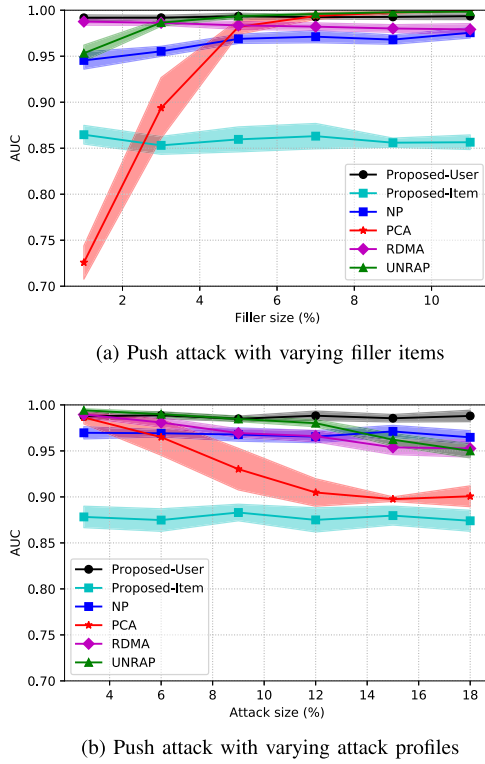 1.00
0.95
0.90
0.85
0.80
0.75
0.70
AUC
Proposed-User
Proposed-Item
NP
PCA
RDMA
UNRAP
2 4 6 8 10
Filler size (%)
(a) Push attack with varying filler items
1.00
0.95
0.90
0.85
0.80
0.75
0.70
AUC
Proposed-User
Proposed-Item
NP
PCA
RDMA
UNRAP
4 6 8 10 12 14 16 18
Attack size (%)
(b) Push attack with varying attack profiles